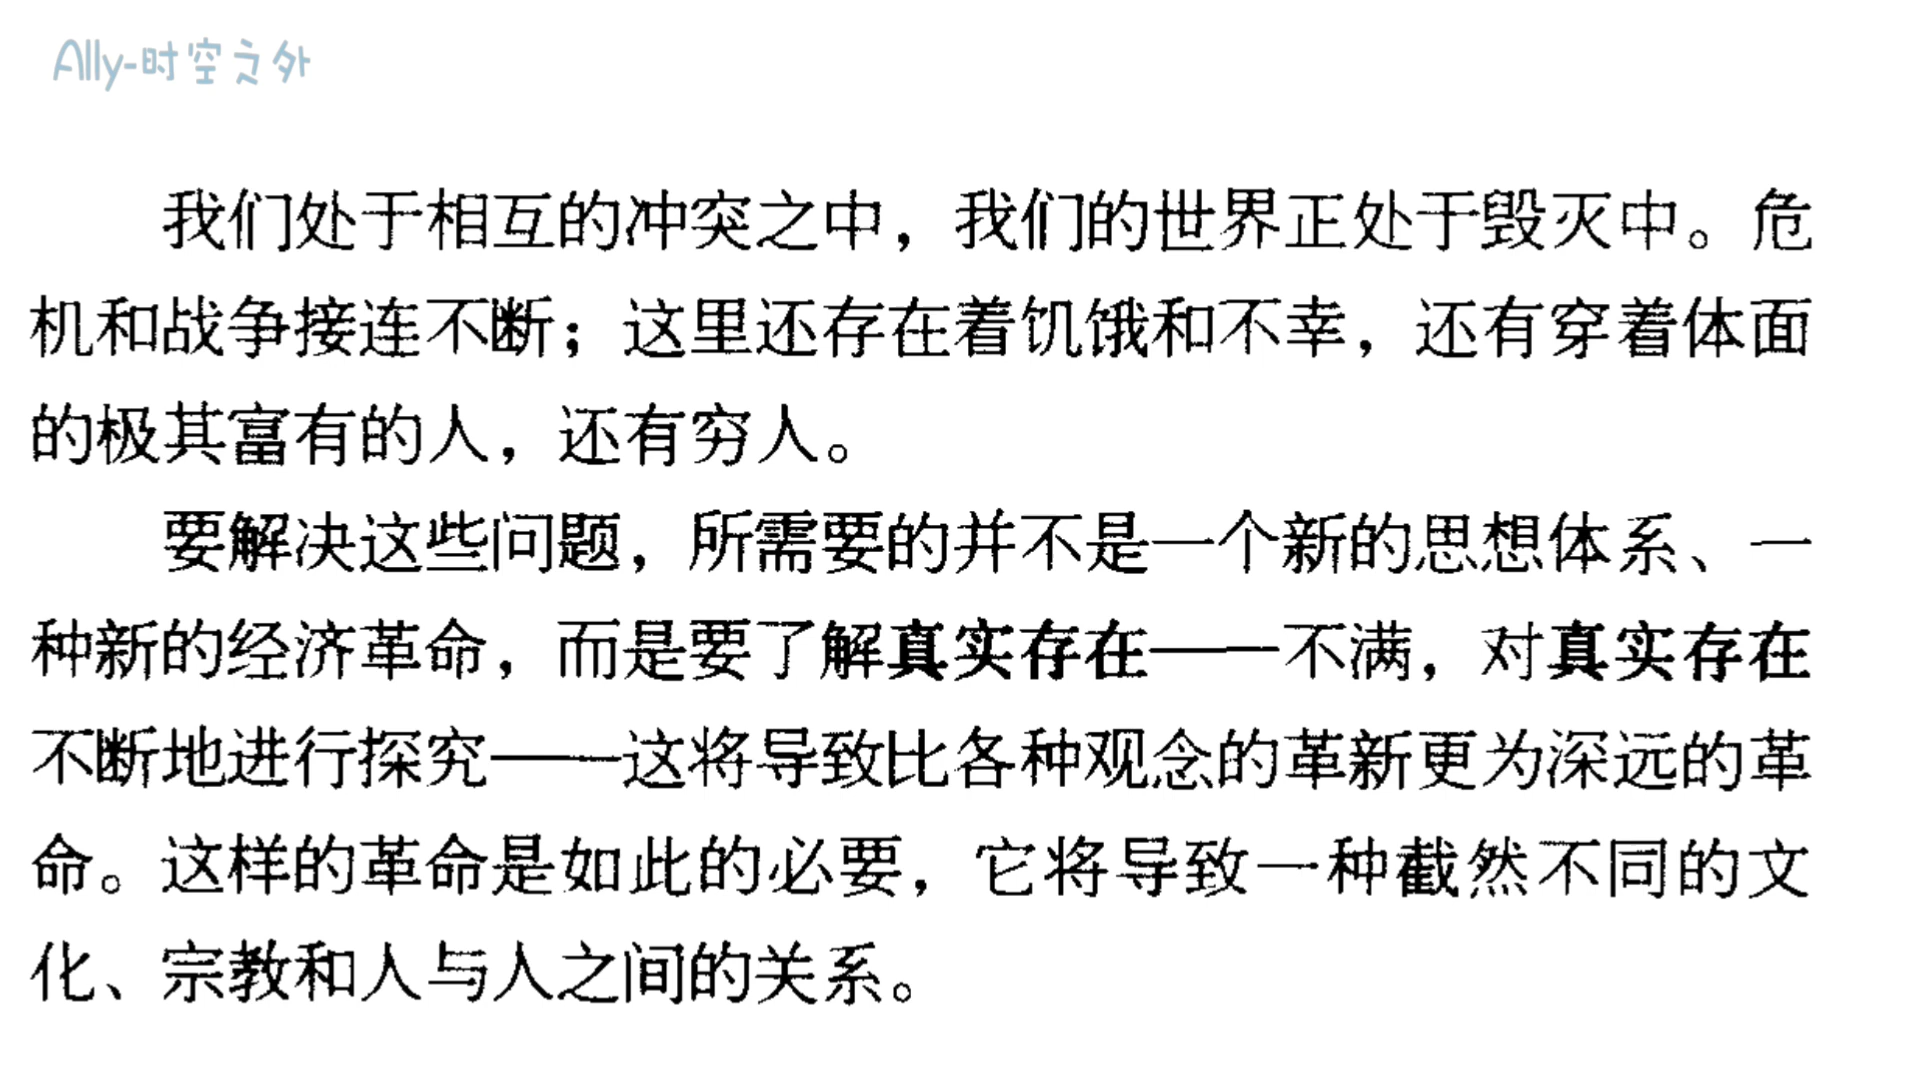 Ally-时空之外
我们处于相互的冲突之中，我们的世界正处于毁灭中。危
机和战争接连不断；这里还存在着饥饿和不幸，还有穿着体面
的极其富有的人，还有穷人。
要解决这些问题，所需要的并不是一个新的思想体系、一
种新的经济革命，而是要了解真实存在——不满，对真实存在
不断地进行探究——这将导致比各种观念的革新更为深远的革
命。这样的革命是如此的必要，它将导致一种截然不同的文
化、宗教和人与人之间的关系。